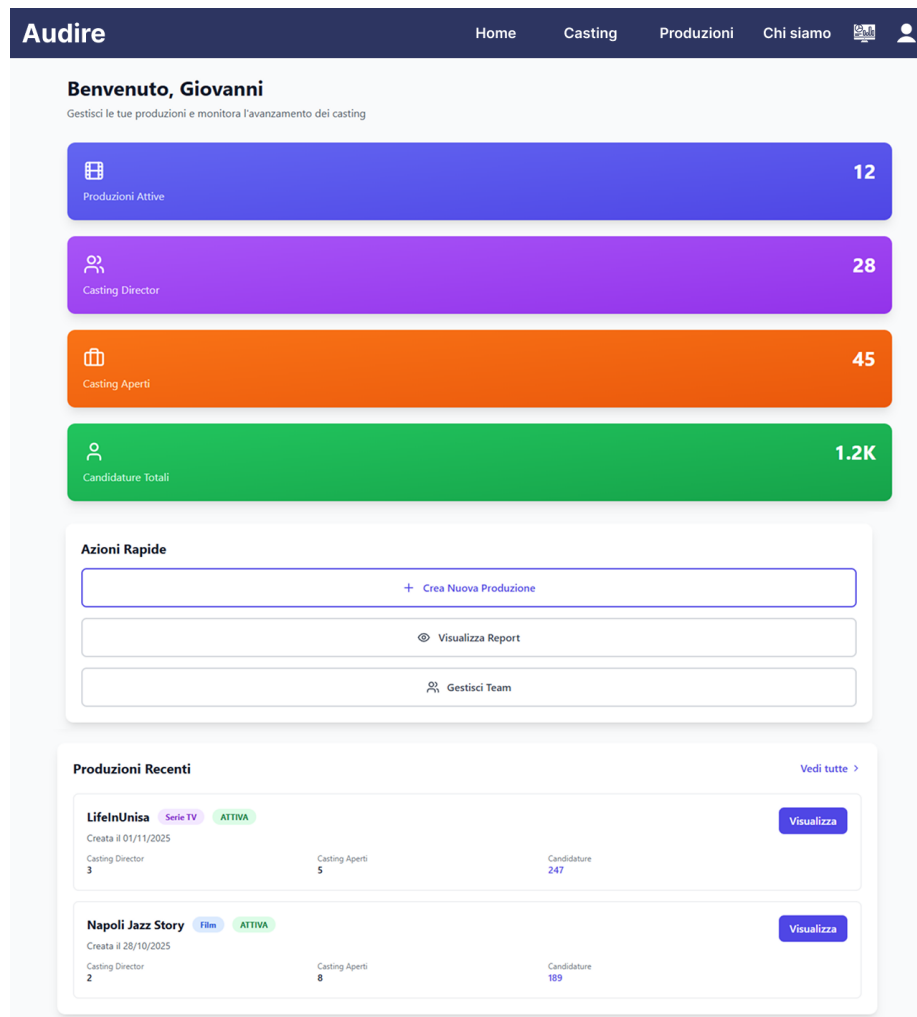 Audire
Home Casting Produzioni Chi siamo
Benvenuto, Giovanni
Gestisci le tue produzioni e monitora l'avanzamento dei casting
12
Produzioni Attive
28
Casting Director
45
Casting Aperti
1.2K
Candidature Totali
Azioni Rapide
+ Crea Nuova Produzione
Visualizza Report
Gestisci Team
Produzioni Recenti Vedi tutte >
LifeInUnisa Serie TV ATTIVA Visualizza
Creata il 01/11/2025
Casting Director Casting Aperti Candidature
3 5 247
Napoli Jazz Story Film ATTIVA Visualizza
Creata il 28/10/2025
Casting Director Casting Aperti Candidature
2 8 189